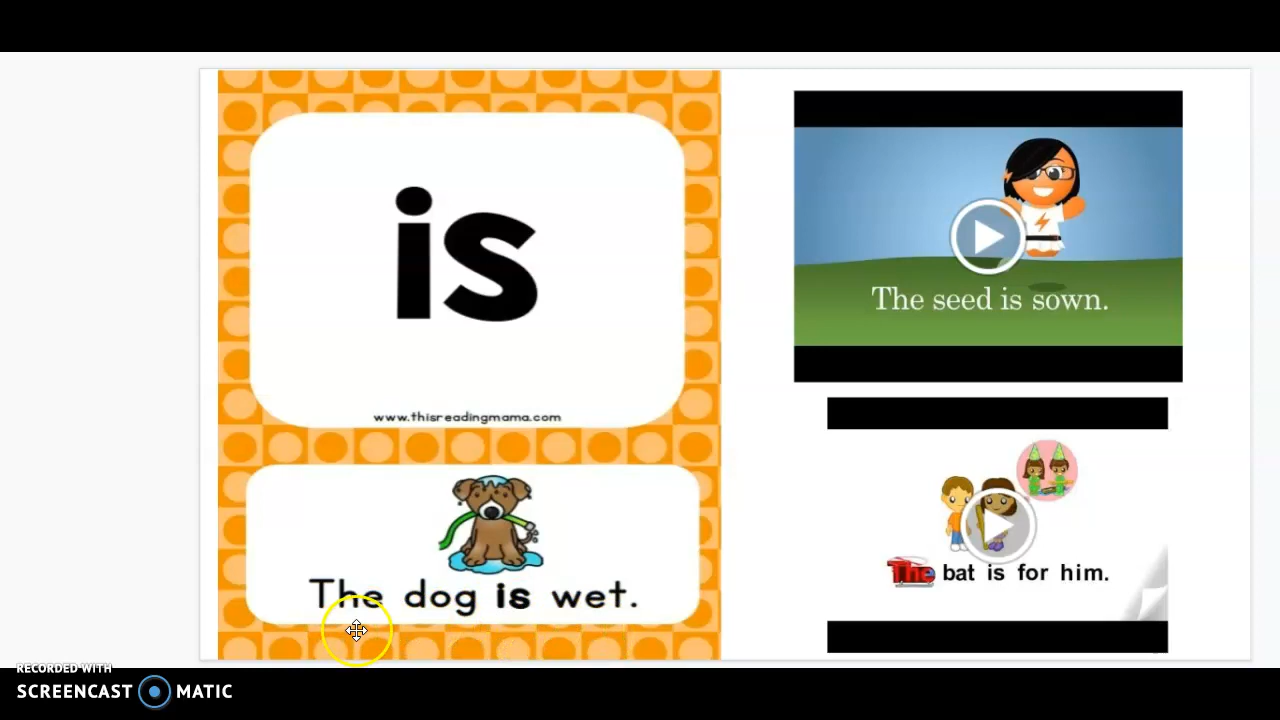 is
www.thisreadingmama.com
The dog is wet.
The seed is sown.
The bat is for him.
RECORDED WITH
SCREENCAST MATIC